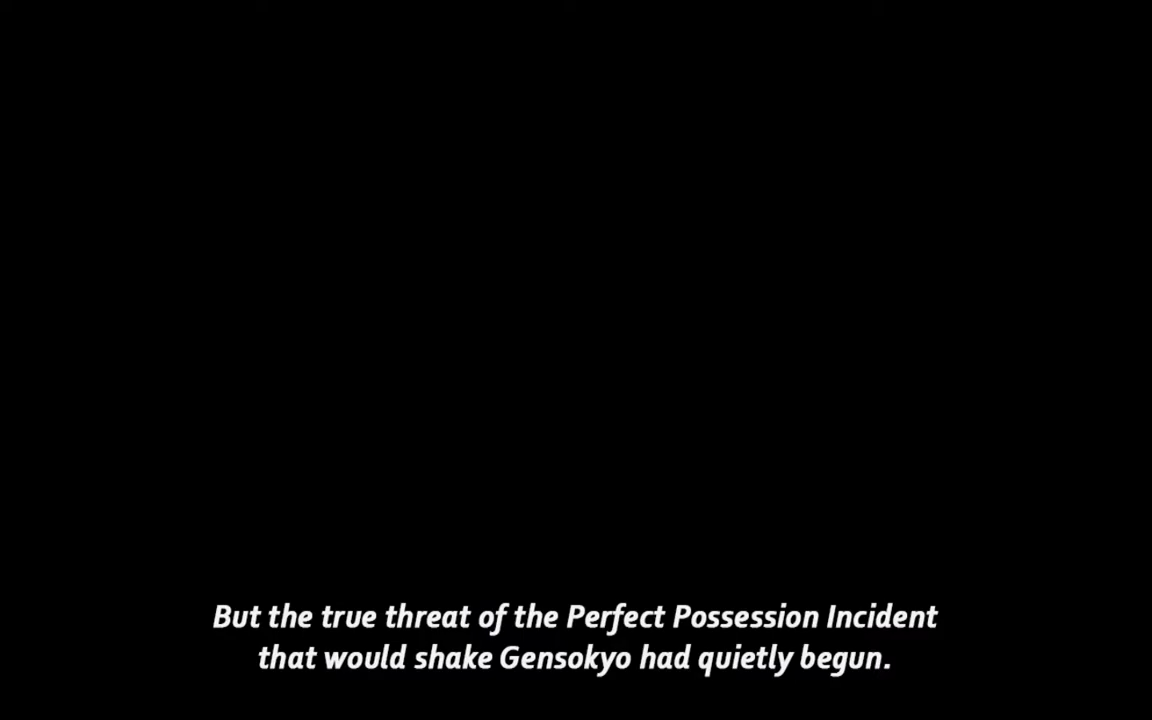 But the true threat of the Perfect Possession Incident
that would shake Gensokyo had quietly begun.